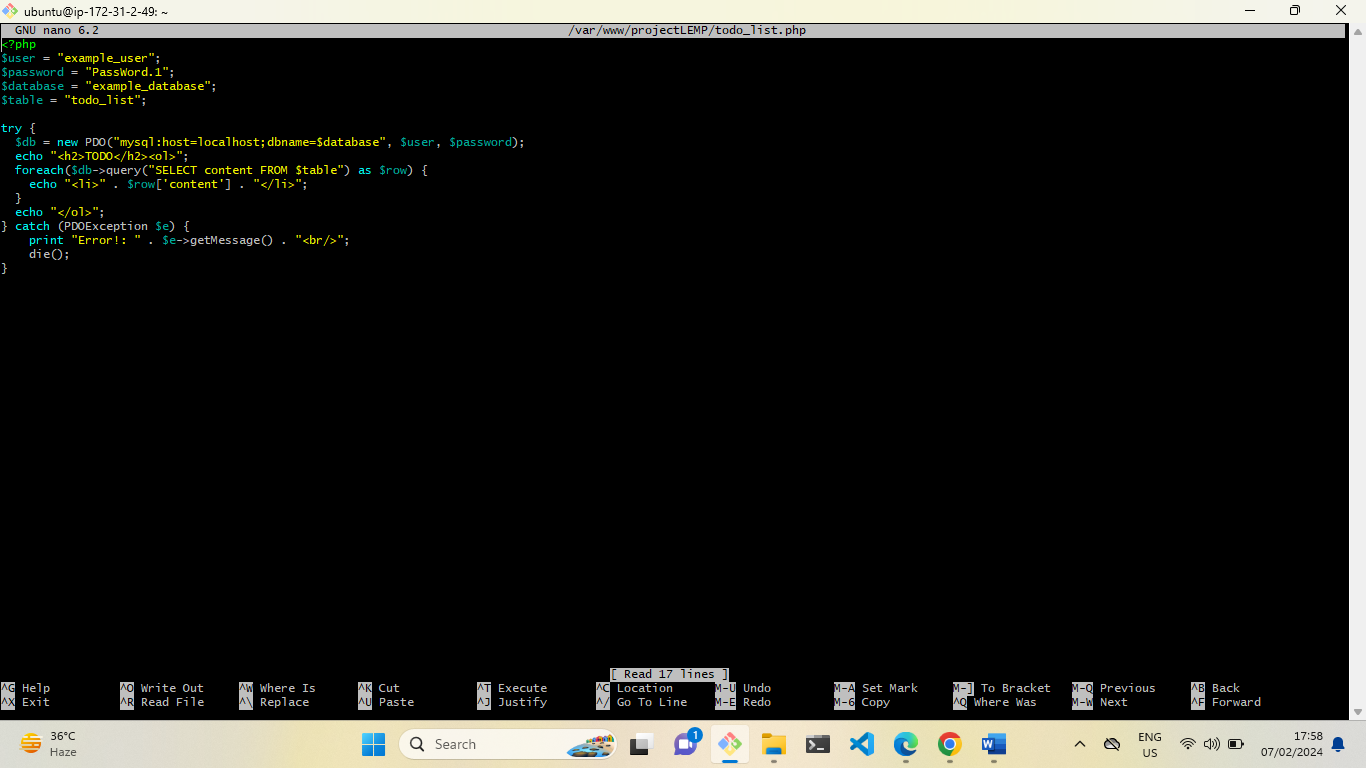 ubuntu@ip-172-31-2-49: ~
GNU nano 6.2 /var/www/projectLEMP/todo_list.php
<?php
$user = "example_user";
$password = "PassWord.1";
$database = "example_database";
$table = "todo_list";
try {
  $db = new PDO("mysql:host=localhost;dbname=$database", $user, $password);
  echo "<h2>TODO</h2><ol>";
  foreach($db->query("SELECT content FROM $table") as $row) {
    echo "<li>" . $row['content'] . "</li>";
  }
  echo "</ol>";
} catch (PDOException $e) {
    print "Error!: " . $e->getMessage() . "<br/>";
    die();
}
[ Read 17 lines ]
^G Help ^O Write Out ^W Where Is ^K Cut ^T Execute ^C Location M-U Undo M-A Set Mark M-] To Bracket M-Q Previous ^B Back
^X Exit ^R Read File ^\ Replace ^U Paste ^J Justify ^/ Go To Line M-E Redo M-6 Copy ^Q Where Was M-W Next ^F Forward
36°C
Haze
Search
1
ENG
US
17:58
07/02/2024